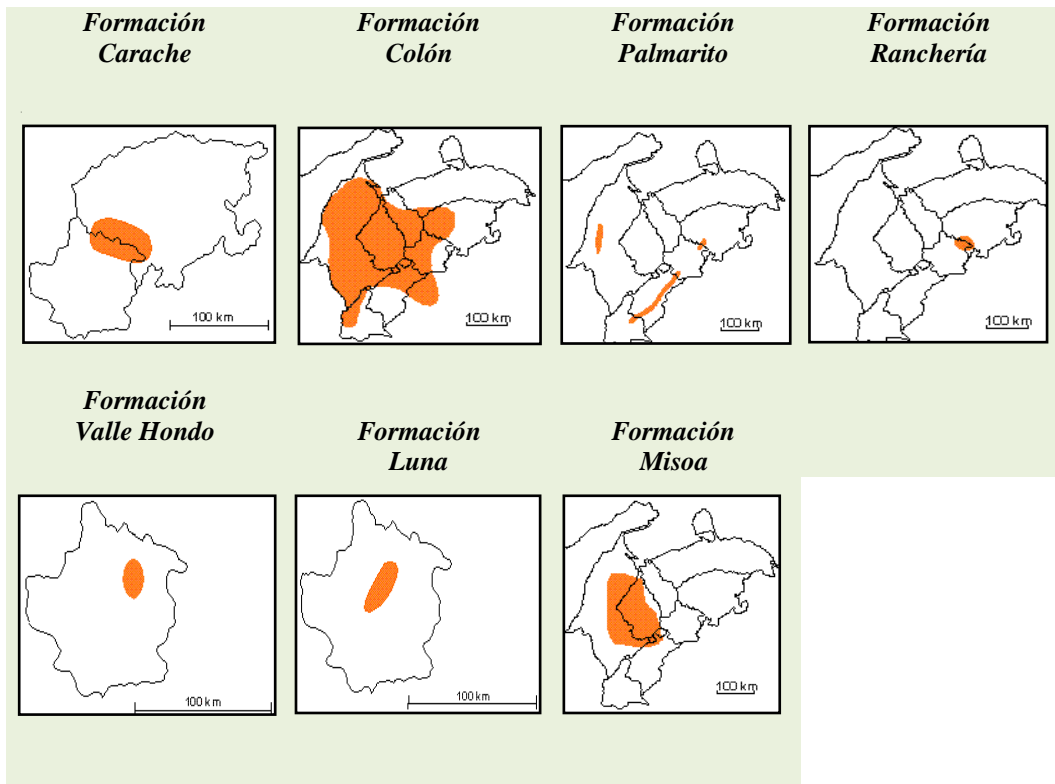 Formación
Carache
Formación
Colón
Formación
Palmarito
Formación
Ranchería
100 km
100 km
100 km
100 km
Formación
Valle Hondo
Formación
Luna
Formación
Misoa
100 km
100 km
100 km